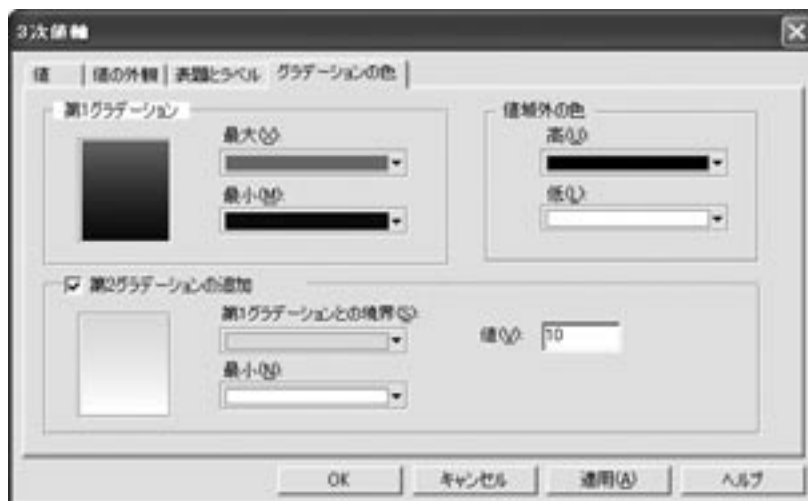 3次値軸
値 値の外観 表題とラベル グラデーションの色
第1グラデーション
最大(X):
最小(M):
値域外の色
高(U)
低(L):
第2グラデーションの追加
第1グラデーションとの境界(S):
最小(N):
値(V): 10
OK キャンセル 適用(A) ヘルプ